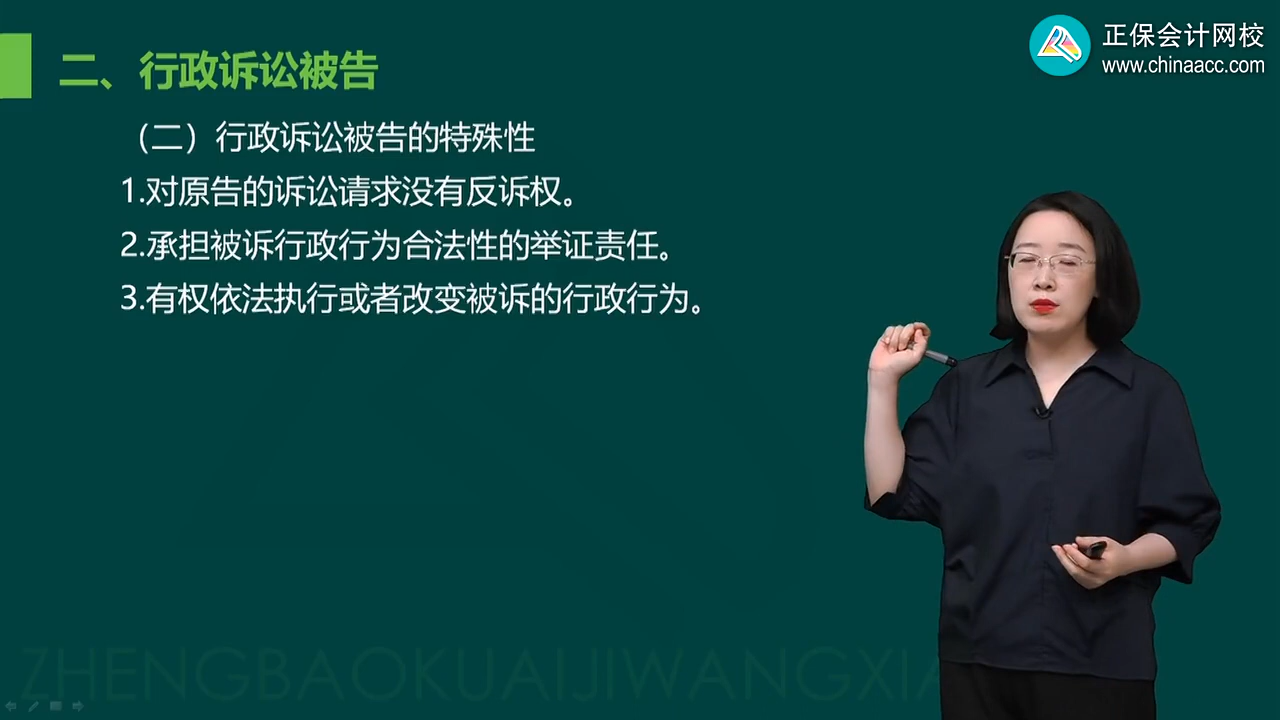 正保会计网校
www.chinaacc.com
二、行政诉讼被告
（二）行政诉讼被告的特殊性
1.对原告的诉讼请求没有反诉权。
2.承担被诉行政行为合法性的举证责任。
3.有权依法执行或者改变被诉的行政行为。
ZHENGBAOKUAIJIWANGXIA